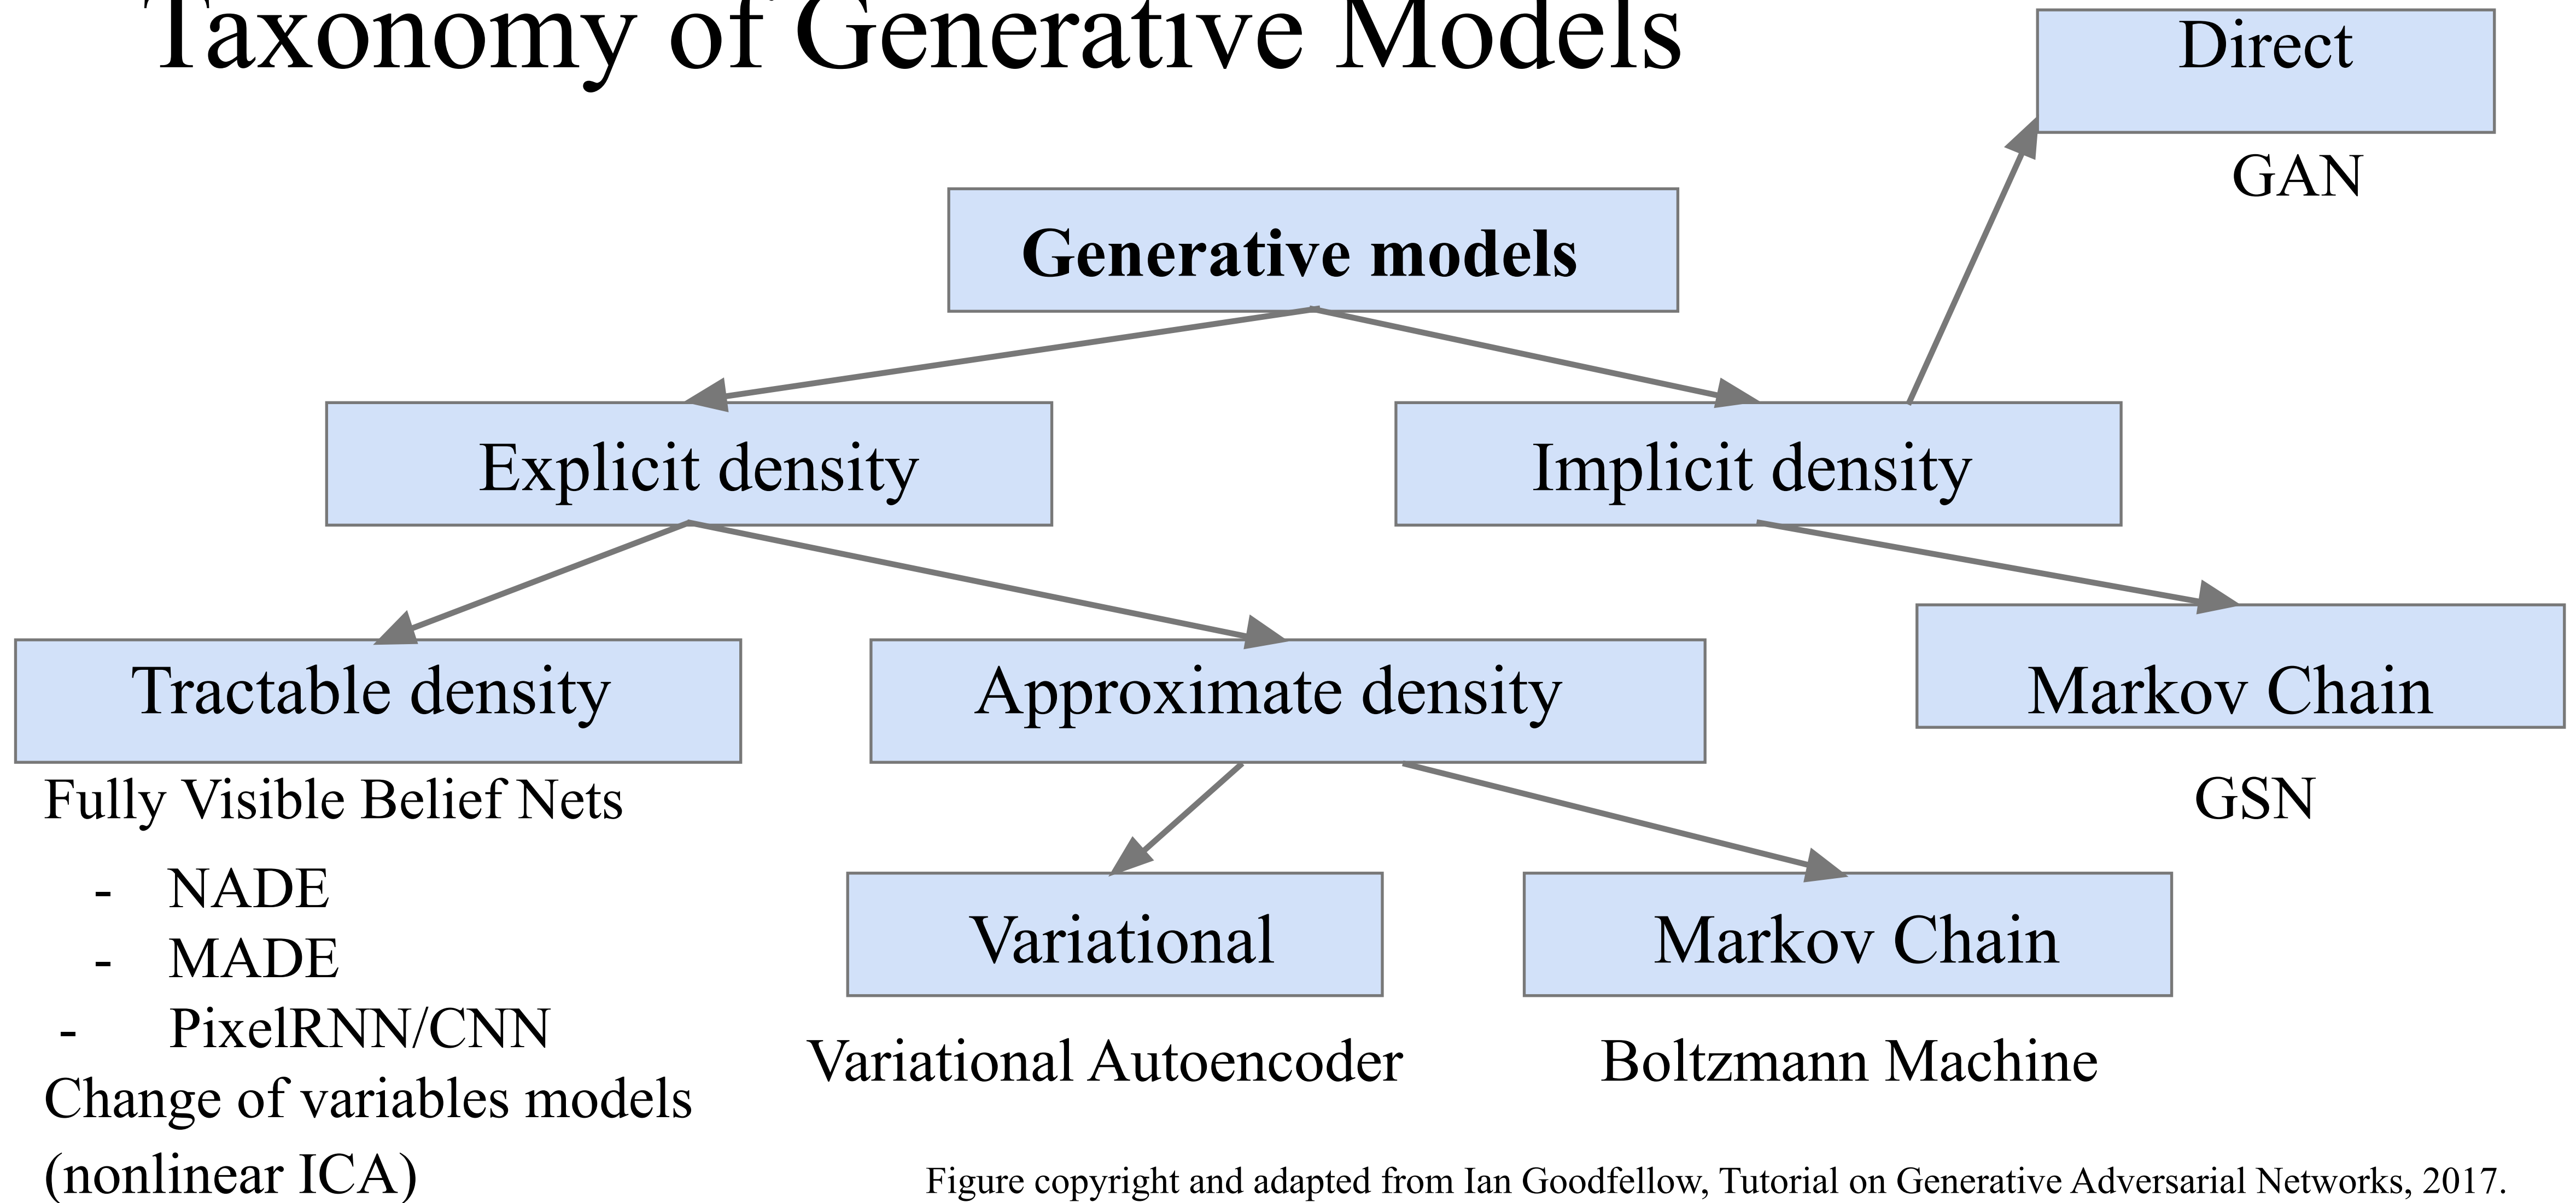 Taxonomy of Generative Models
Direct
GAN
Generative models
Explicit density
Implicit density
Tractable density
Approximate density
Markov Chain
Fully Visible Belief Nets
- NADE
- MADE
- PixelRNN/CNN
Change of variables models
(nonlinear ICA)
GSN
Variational
Markov Chain
Variational Autoencoder
Boltzmann Machine
Figure copyright and adapted from Ian Goodfellow, Tutorial on Generative Adversarial Networks, 2017.